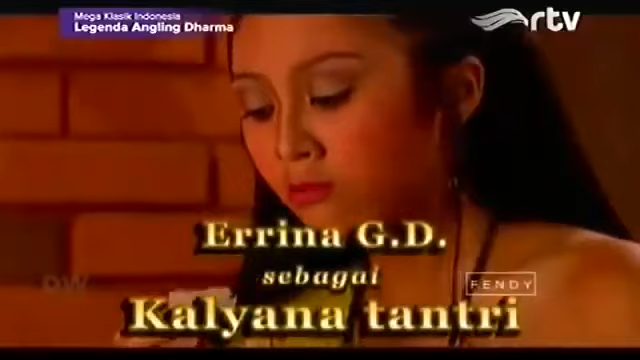 Mega Klasik Indonesia
Legenda Angling Dharma
rtv
Errina G.D.
sebagai
FENDY
Kalyana tantri